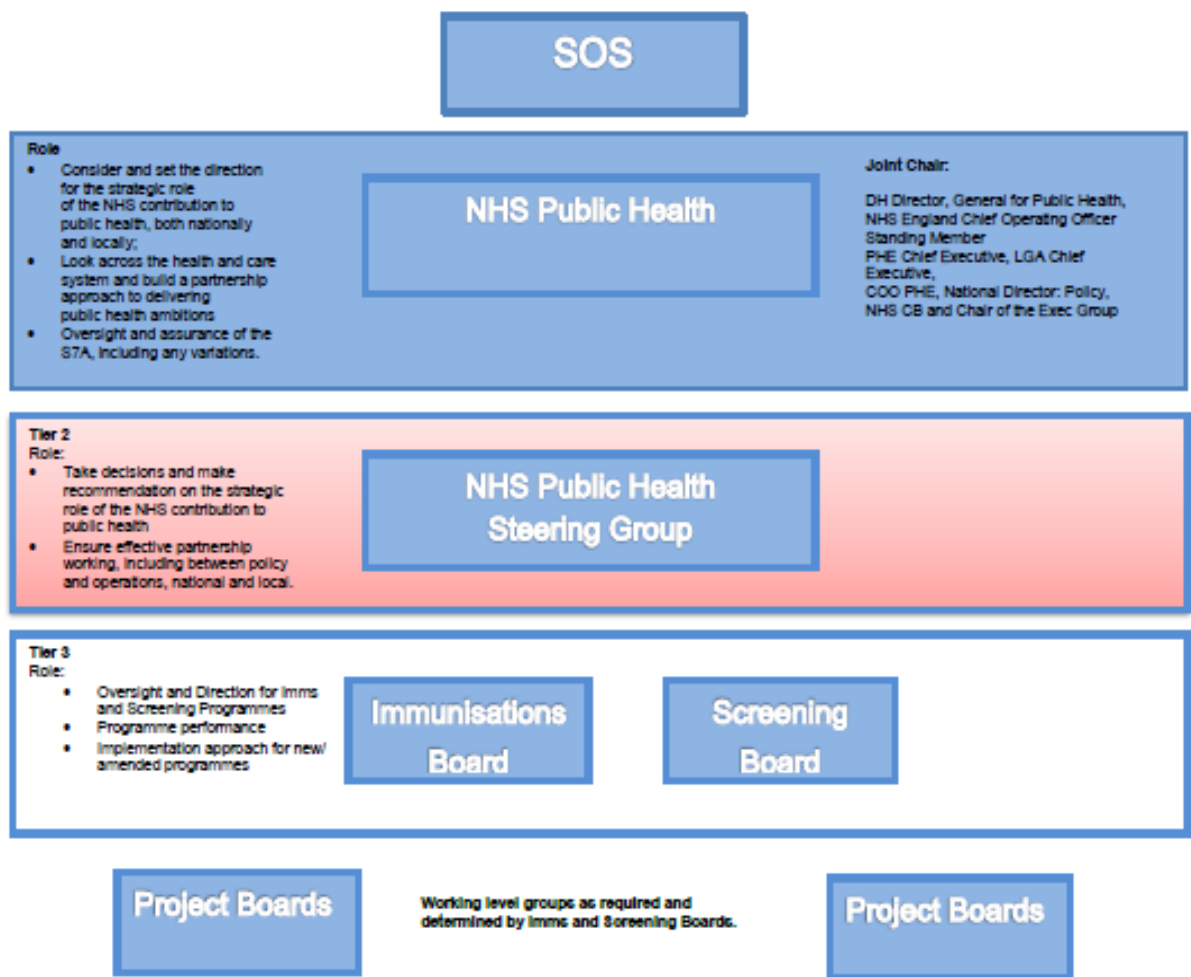 SOS
Role
• Consider and set the direction
for the strategic role
of the NHS contribution to
public health, both nationally
and locally;
• Look across the health and care
system and build a partnership
approach to delivering
public health ambitions
• Oversight and assurance of the
S7A, including any variations.
NHS Public Health
Joint Chair:
DH Director, General for Public Health,
NHS England Chief Operating Officer
Standing Member
PHE Chief Executive, LGA Chief
Executive,
COO PHE, National Director: Policy,
NHS CB and Chair of the Exec Group
Tier 2
Role:
• Take decisions and make
recommendation on the strategic
role of the NHS contribution to
public health
• Ensure effective partnership
working, including between policy
and operations, national and local.
NHS Public Health
Steering Group
Tier 3
Role:
• Oversight and Direction for Imms
and Screening Programmes
• Programme performance
• Implementation approach for new/
amended programmes
Immunisations
Board
Screening
Board
Project Boards
Working level groups as required and
determined by Imms and Screening Boards.
Project Boards